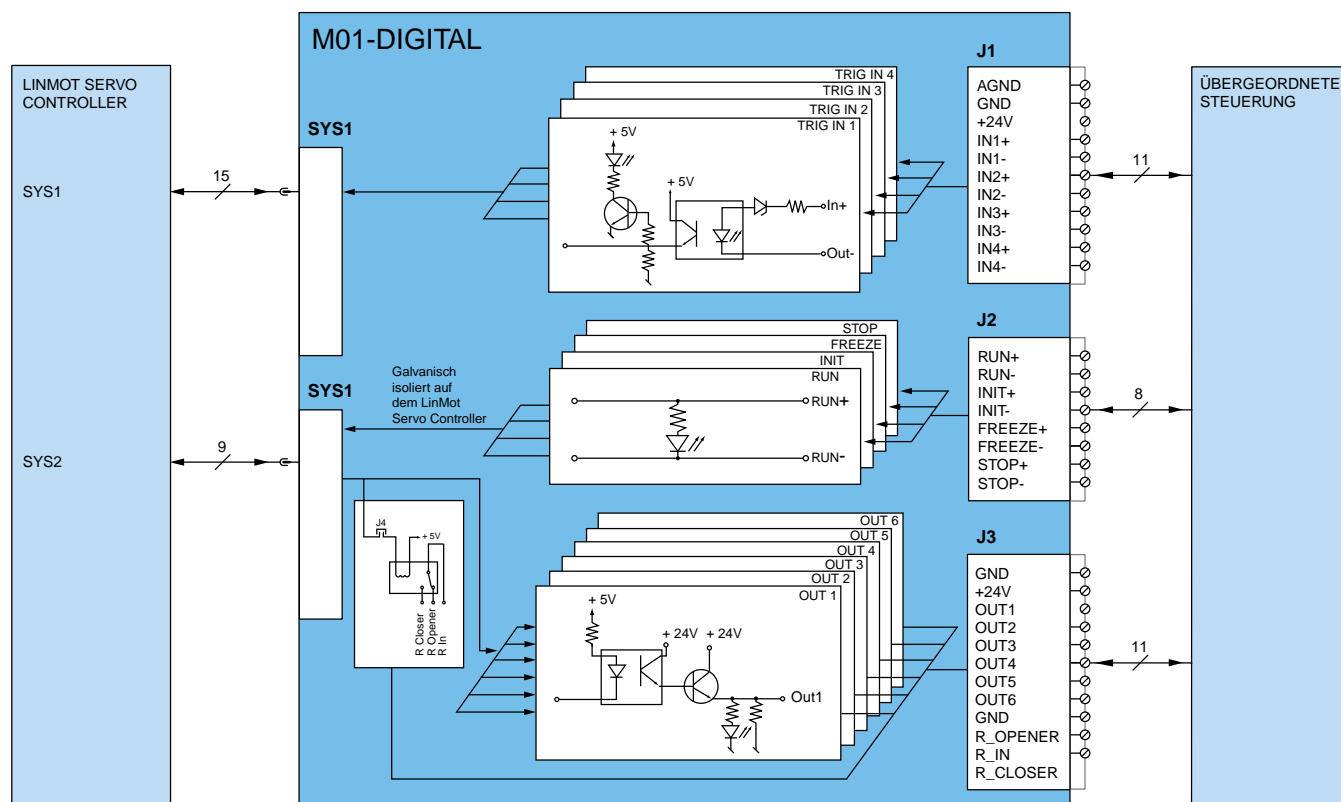 M01-DIGITAL
LINMOT SERVO
CONTROLLER
SYS1
15
SYS2
9
SYS1
TRIG IN 4
TRIG IN 3
TRIG IN 2
TRIG IN 1
+ 5V
+ 5V
In+
Out-
J1
AGND
GND
+24V
IN1+
IN1-
IN2+
IN2-
IN3+
IN3-
IN4+
IN4-
11
ÜBERGEORDNETE
STEUERUNG
SYS1
Galvanisch
isoliert auf
dem LinMot
Servo Controller
STOP
FREEZE
INIT
RUN
RUN+
RUN-
J2
RUN+
RUN-
INIT+
INIT-
FREEZE+
FREEZE-
STOP+
STOP-
8
J4
+ 5V
R Closer
R Opener
R In
OUT 6
OUT 5
OUT 4
OUT 3
OUT 2
OUT 1
+ 5V
+ 24V
+ 24V
Out1
J3
GND
+24V
OUT1
OUT2
OUT3
OUT4
OUT5
OUT6
GND
R_OPENER
R_IN
R_CLOSER
11